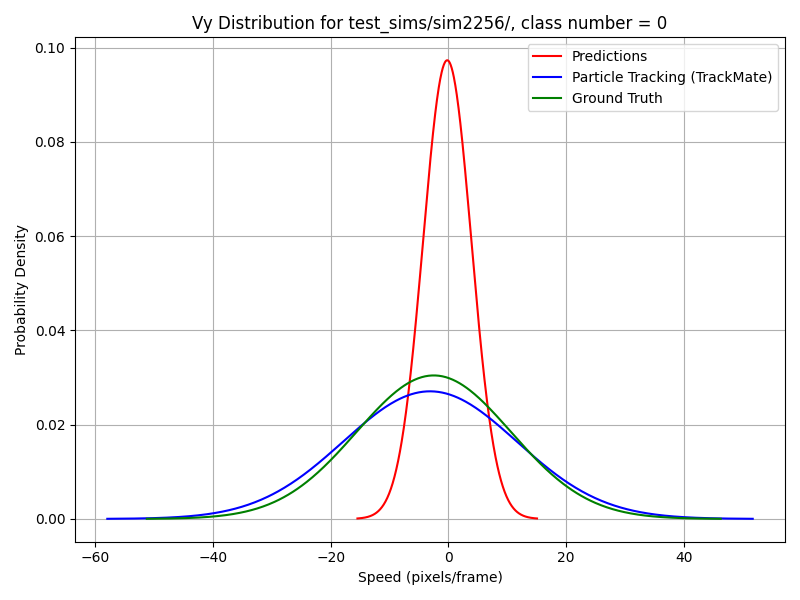 Vy Distribution for test_sims/sim2256/, class number = 0
Predictions
Particle Tracking (TrackMate)
Ground Truth
Probability Density
0.10
0.08
0.06
0.04
0.02
0.00
−60
−40
−20
0
20
40
Speed (pixels/frame)